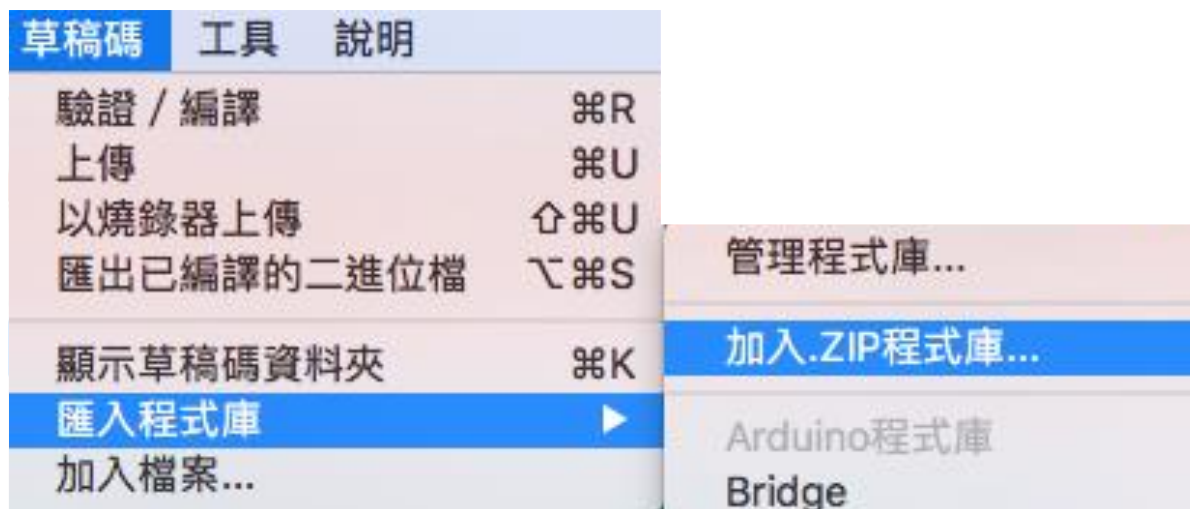 草稿碼 工具 說明
驗證 / 編譯 ⌘R
上傳 ⌘U
以燒錄器上傳 ⇧⌘U
匯出已編譯的二進位檔 ⌥⌘S
顯示草稿碼資料夾 ⌘K
匯入程式庫 ▶
加入檔案...
管理程式庫...
加入.ZIP程式庫...
Arduino程式庫
Bridge